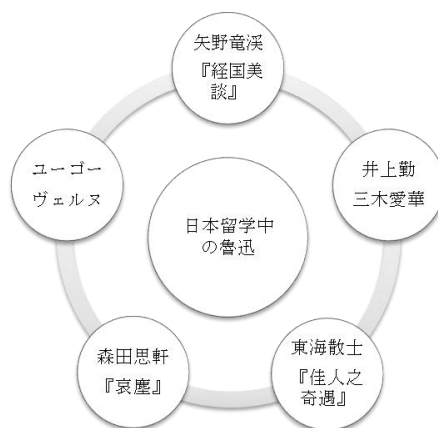 矢野竜渓
『経国美
談』
ユーゴー
ヴェルヌ
井上勤
三木愛華
日本留学中
の魯迅
森田思軒
『哀塵』
東海散士
『佳人之
奇遇』